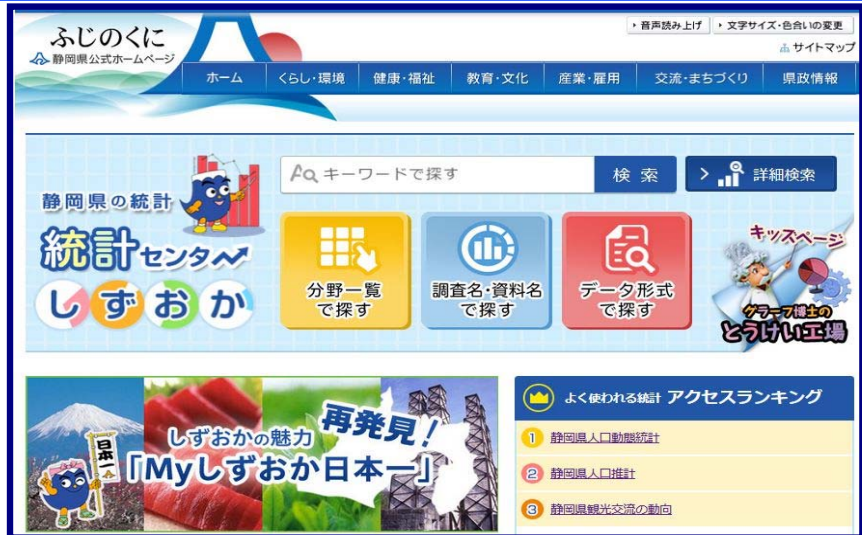 ふじのくに
静岡県公式ホームページ
音声読み上げ
文字サイズ・色合いの変更
サイトマップ
ホーム
くらし・環境
健康・福祉
教育・文化
産業・雇用
交流・まちづくり
県政情報
静岡県の統計
統計センター
しずおか
キーワードで探す
検索
詳細検索
分野一覧
で探す
調査名・資料名
で探す
データ形式
で探す
キッズページ
グラーフ博士の
とうけい工場
日本一
しずおかの魅力
再発見!
「Myしずおか日本一」
よく使われる統計 アクセスランキング
1 静岡県人口動態統計
2 静岡県人口推計
3 静岡県観光交流の動向